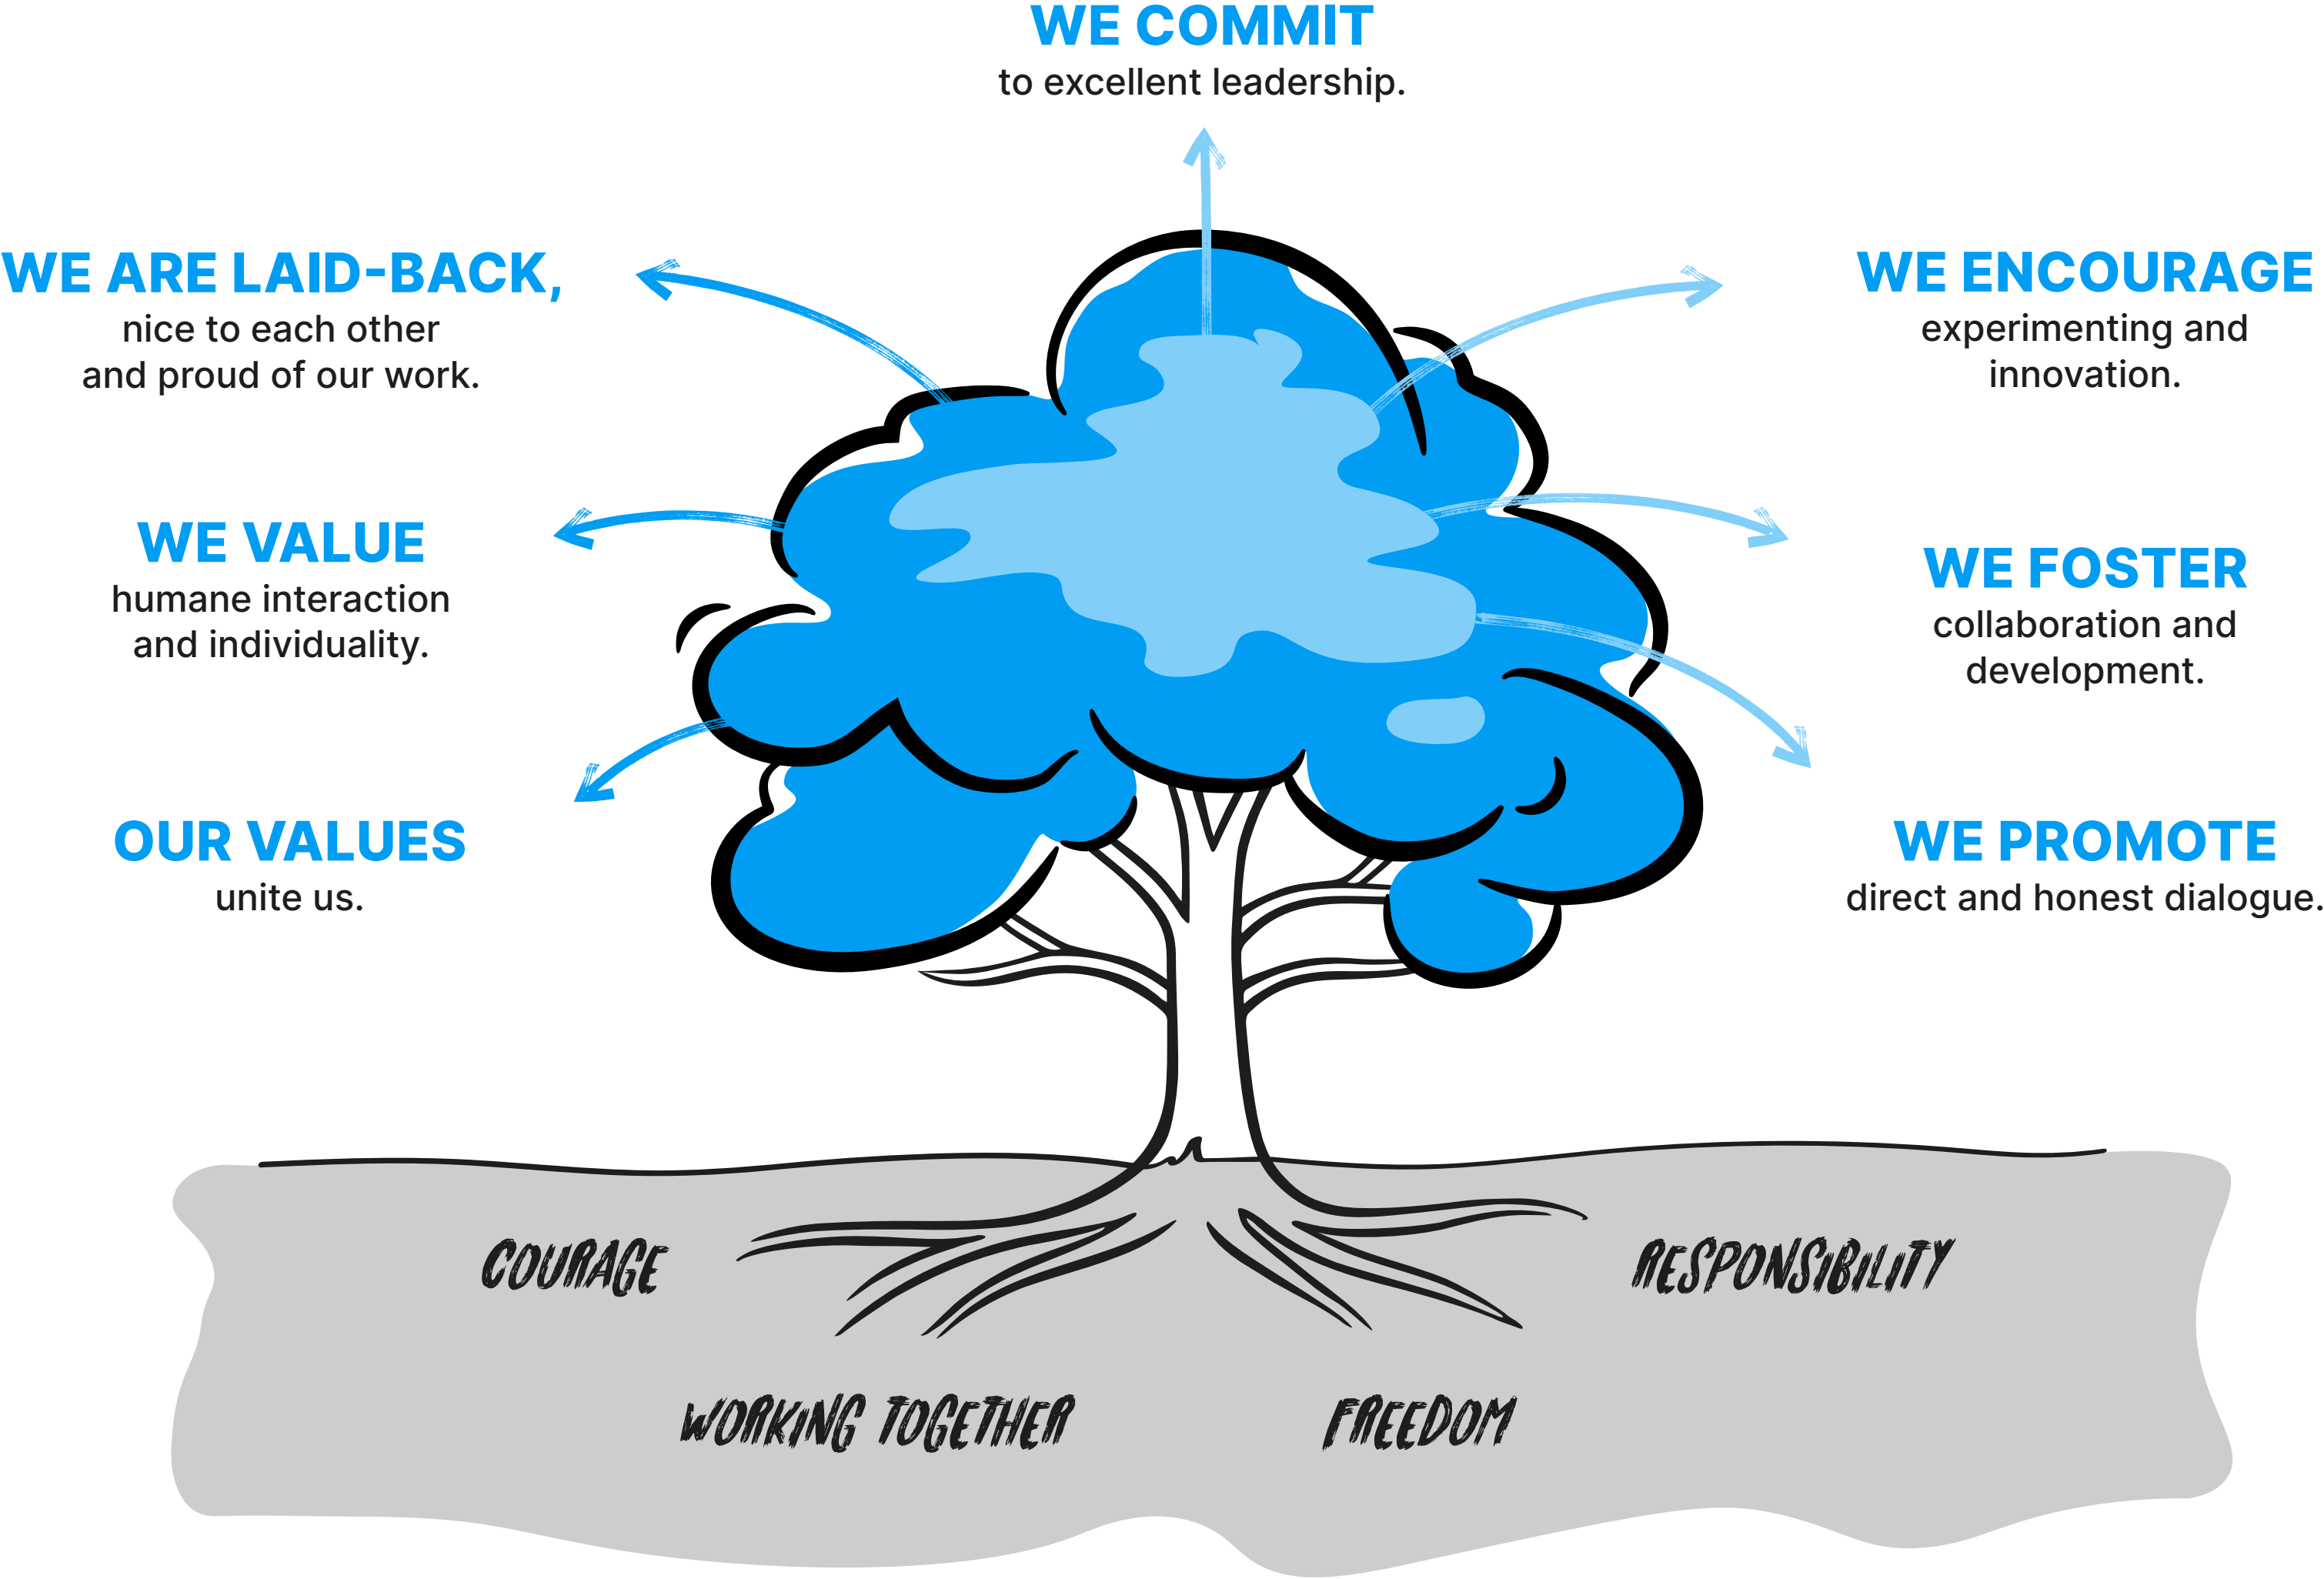 WE COMMIT
to excellent leadership.
WE ARE LAID-BACK,
nice to each other
and proud of our work.
WE ENCOURAGE
experimenting and
innovation.
WE VALUE
humane interaction
and individuality.
WE FOSTER
collaboration and
development.
OUR VALUES
unite us.
WE PROMOTE
direct and honest dialogue.
COURAGE
RESPONSIBILITY
WORKING TOGETHER
FREEDOM